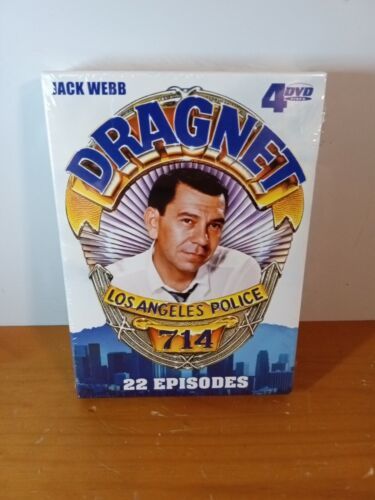 JACK WEBB
4 DVD
DRAGNET
LOS ANGELES POLICE
714
22 EPISODES